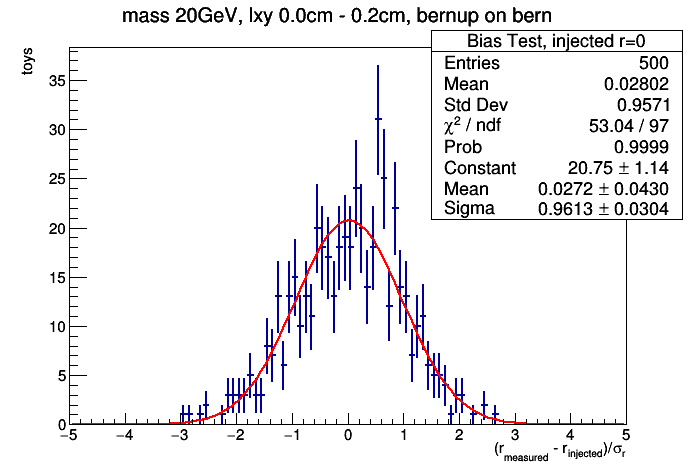 mass 20GeV, lxy 0.0cm - 0.2cm, bernup on bern
Bias Test, injected r=0
Entries 500
Mean 0.02802
Std Dev 0.9571
χ² / ndf 53.04 / 97
Prob 0.9999
Constant 20.75 ± 1.14
Mean 0.0272 ± 0.0430
Sigma 0.9613 ± 0.0304
toys
35
30
25
20
15
10
5
0
−5 −4 −3 −2 −1 0 1 2 3 4 5
(r_measured - r_injected)/σ_r